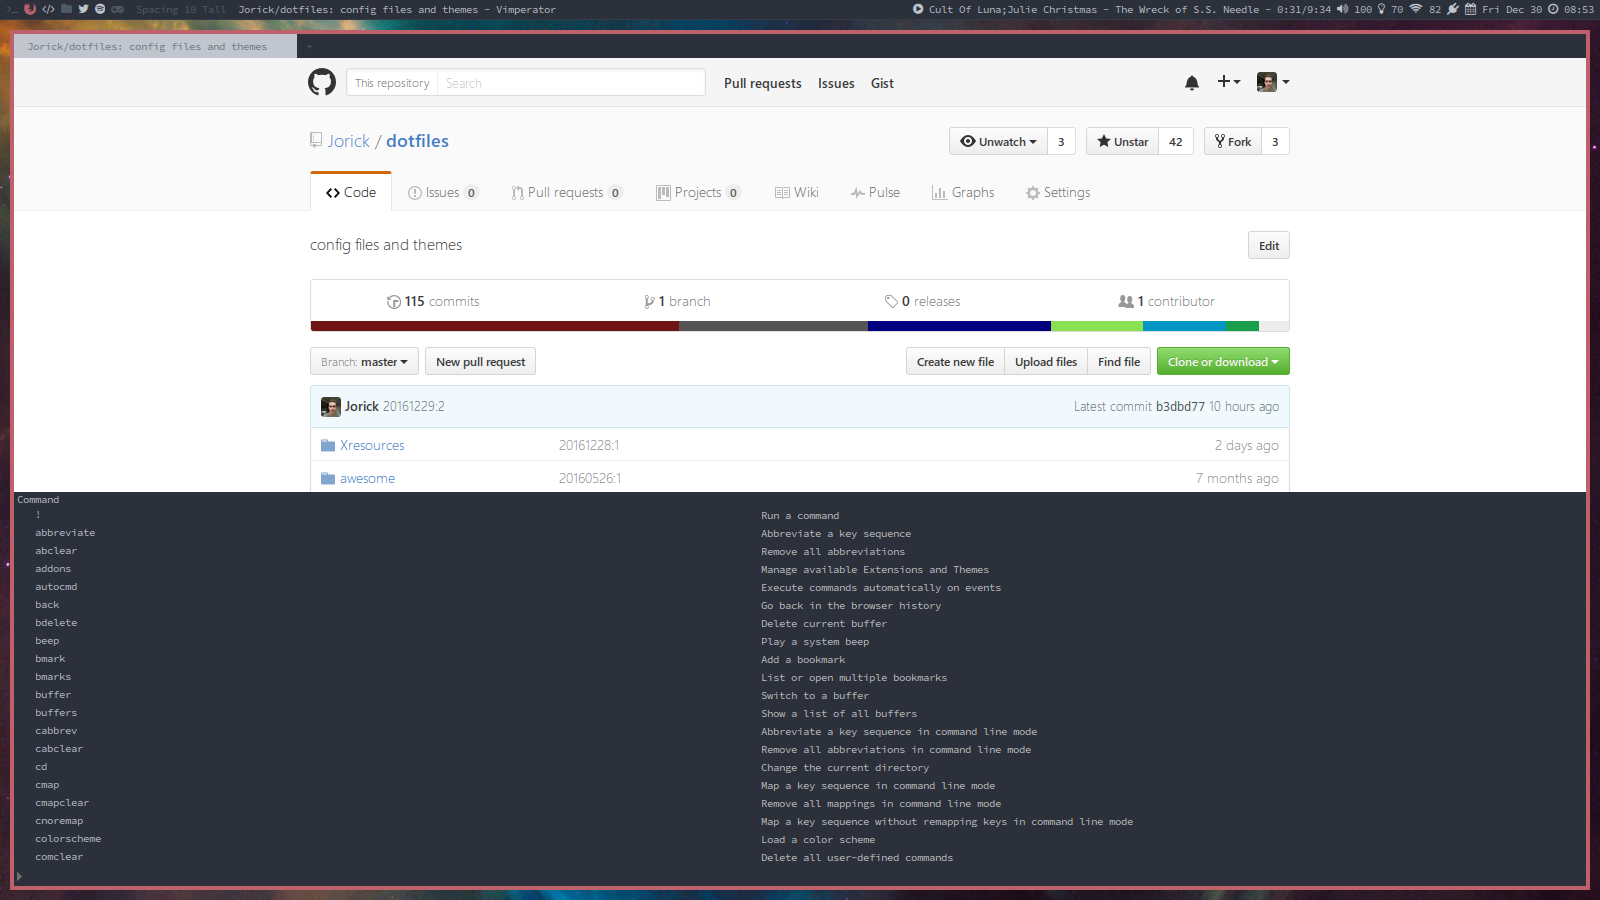 Spacing 10 Tall Jorick/dotfiles: config files and themes - Vimperator Cult Of Luna;Julie Christmas - The Wreck of S.S. Needle - 0:31/9:34 100 70 82 Fri Dec 30 08:53
Jorick/dotfiles: config files and themes +
This repository Search Pull requests Issues Gist
Jorick / dotfiles Unwatch 3 Unstar 42 Fork 3
Code Issues 0 Pull requests 0 Projects 0 Wiki Pulse Graphs Settings
config files and themes Edit
115 commits 1 branch 0 releases 1 contributor
Branch: master New pull request Create new file Upload files Find file Clone or download
Jorick 20161229:2 Latest commit b3dbd77 10 hours ago
Xresources 20161228:1 2 days ago
awesome 20160526:1 7 months ago
Command
! Run a command
abbreviate Abbreviate a key sequence
abclear Remove all abbreviations
addons Manage available Extensions and Themes
autocmd Execute commands automatically on events
back Go back in the browser history
bdelete Delete current buffer
beep Play a system beep
bmark Add a bookmark
bmarks List or open multiple bookmarks
buffer Switch to a buffer
buffers Show a list of all buffers
cabbrev Abbreviate a key sequence in command line mode
cabclear Remove all abbreviations in command line mode
cd Change the current directory
cmap Map a key sequence in command line mode
cmapclear Remove all mappings in command line mode
cnoremap Map a key sequence without remapping keys in command line mode
colorscheme Load a color scheme
comclear Delete all user-defined commands